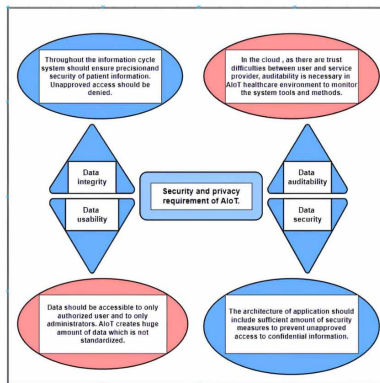 Throughout the information cycle
system should ensure precisionand
security of patient information.
Unapproved access should be
denied.
In the cloud , as there are trust
difficulties between user and service
provider, auditability is necessary in
AIoT healthcare environment to monitor
the system tools and methods.
Data
integrity
Data
usability
Security and privacy
requirement of AIoT.
Data
auditability
Data
security
Data should be accessible to only
authorized user and to only
administrators. AIoT creates huge
amount of data which is not
standardized.
The architecture of application should
include sufficient amount of security
measures to prevent unapproved
access to confidential information.